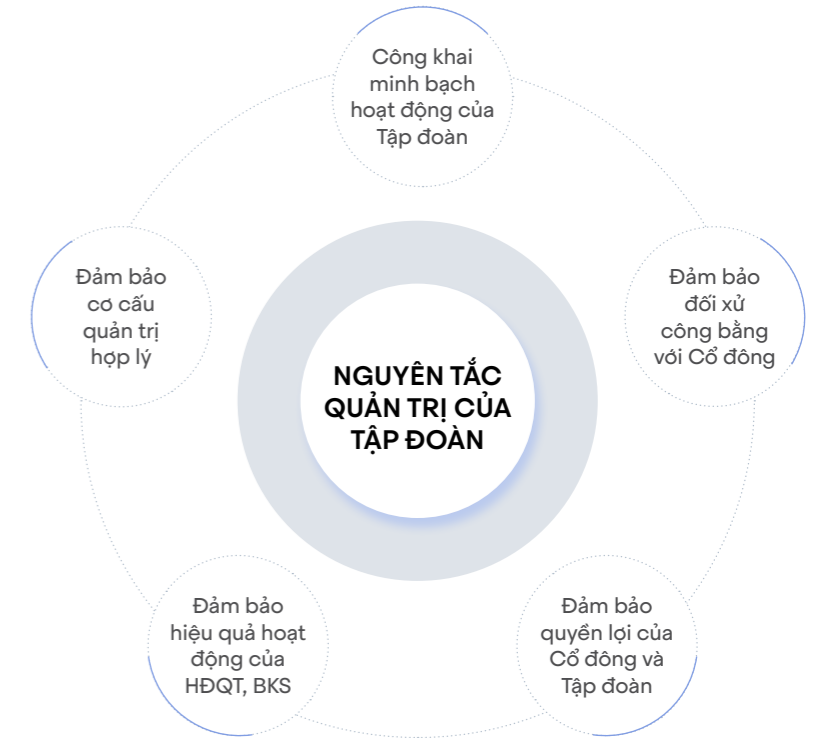 Công khai
minh bạch
hoạt động của
Tập đoàn
Đảm bảo
cơ cấu
quản trị
hợp lý
Đảm bảo
đối xử
công bằng
với Cổ đông
NGUYÊN TẮC
QUẢN TRỊ CỦA
TẬP ĐOÀN
Đảm bảo
hiệu quả hoạt
động của
HĐQT, BKS
Đảm bảo
quyền lợi của
Cổ đông và
Tập đoàn